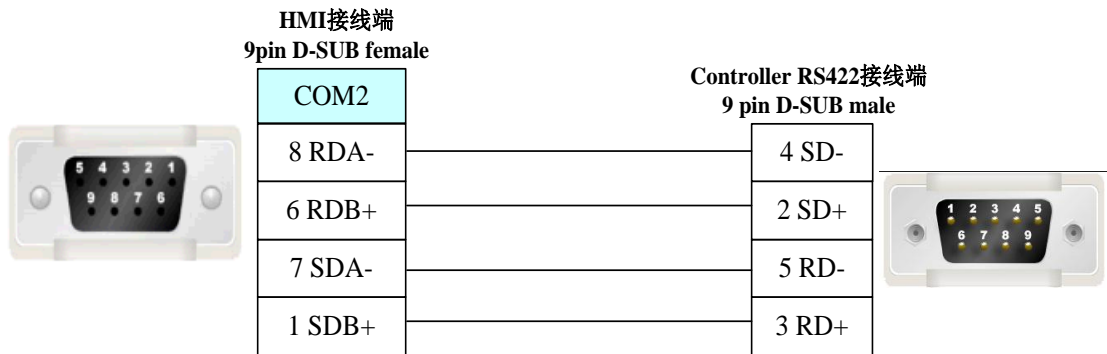 HMI接线端
9pin D-SUB female
Controller RS422接线端
9 pin D-SUB male
COM2
8 RDA-
4 SD-
6 RDB+
2 SD+
7 SDA-
5 RD-
1 SDB+
3 RD+
5 4 3 2 1
9 8 7 6
1 2 3 4 5
6 7 8 9